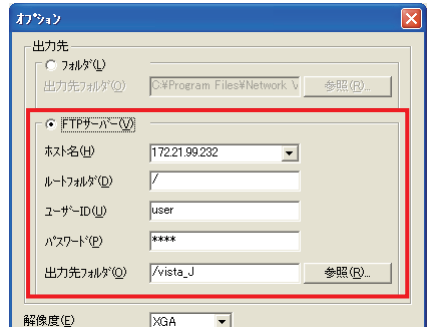 オプション
出力先
フォルダ(L)
出力先フォルダ(O) C:¥Program Files¥Network V 参照(R)...
FTPサーバー(V)
ホスト名(H) 172.21.99.232
ルートフォルダ(D) /
ユーザーID(U) user
パスワード(P) ****
出力先フォルダ(O) /vista_J 参照(R)...
解像度(E) XGA